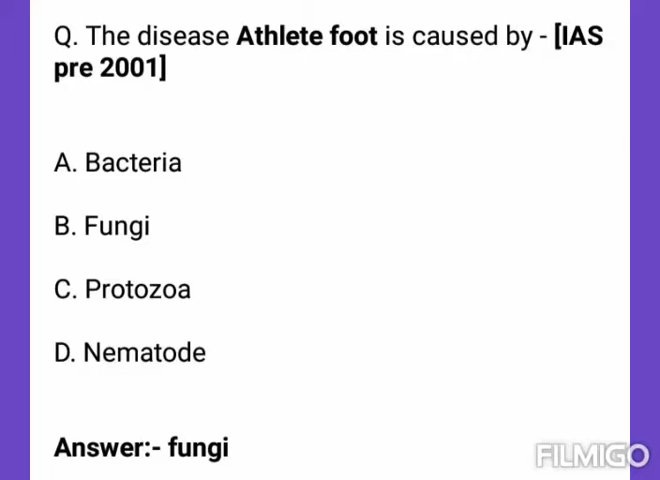 Q. The disease Athlete foot is caused by - [IAS
pre 2001]
A. Bacteria
B. Fungi
C. Protozoa
D. Nematode
Answer:- fungi
FILMIGO